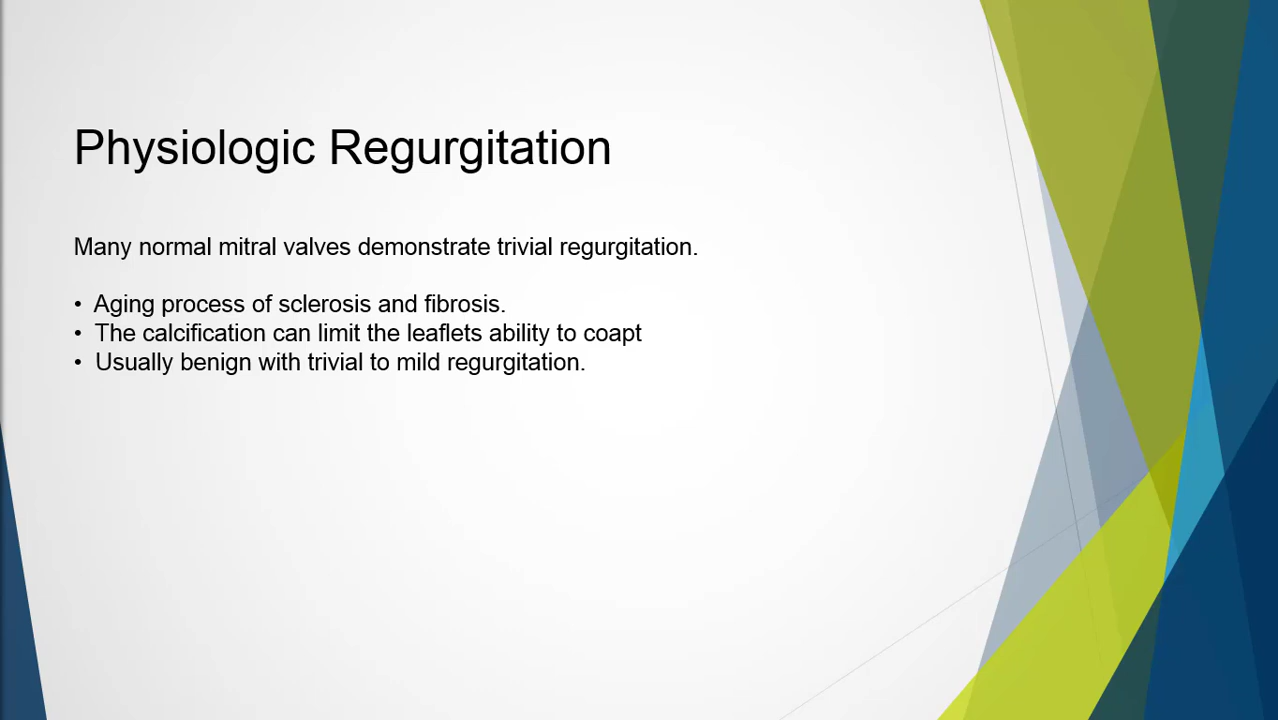 Physiologic Regurgitation
Many normal mitral valves demonstrate trivial regurgitation.
• Aging process of sclerosis and fibrosis.
• The calcification can limit the leaflets ability to coapt
• Usually benign with trivial to mild regurgitation.